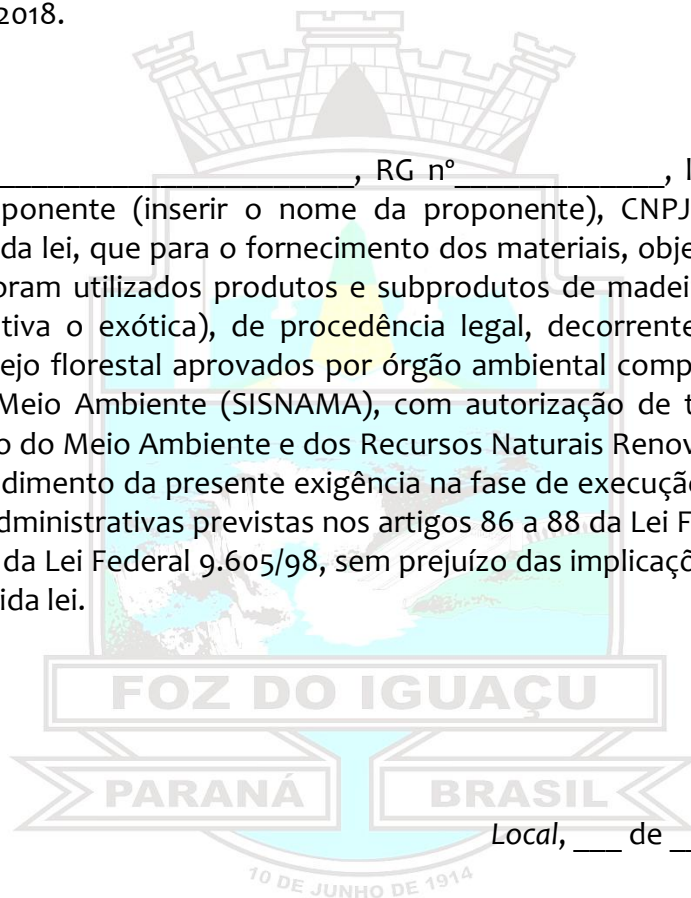 2018.
______________________, RG nº_____________, l
ponente (inserir o nome da proponente), CNPJ
da lei, que para o fornecimento dos materiais, obje
oram utilizados produtos e subprodutos de madei
tiva o exótica), de procedência legal, decorrente
ejo florestal aprovados por órgão ambiental comp
Meio Ambiente (SISNAMA), com autorização de t
o do Meio Ambiente e dos Recursos Naturais Renov
dimento da presente exigência na fase de execução
dministrativas previstas nos artigos 86 a 88 da Lei F
da Lei Federal 9.605/98, sem prejuízo das implicaçõ
ida lei.
FOZ DO IGUAÇU
PARANÁ BRASIL
Local, ___ de __
10 DE JUNHO DE 1914